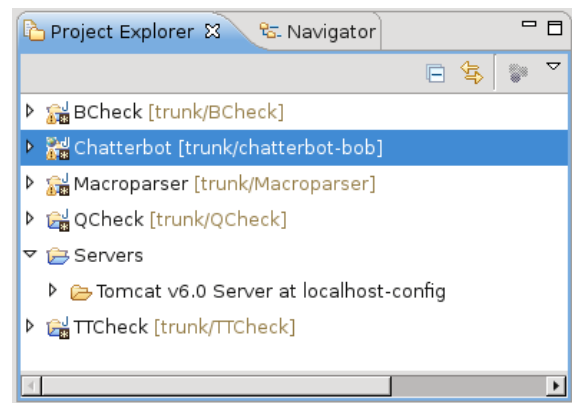 Project Explorer Navigator
BCheck [trunk/BCheck]
Chatterbot [trunk/chatterbot-bob]
Macroparser [trunk/Macroparser]
QCheck [trunk/QCheck]
Servers
Tomcat v6.0 Server at localhost-config
TTCheck [trunk/TTCheck]